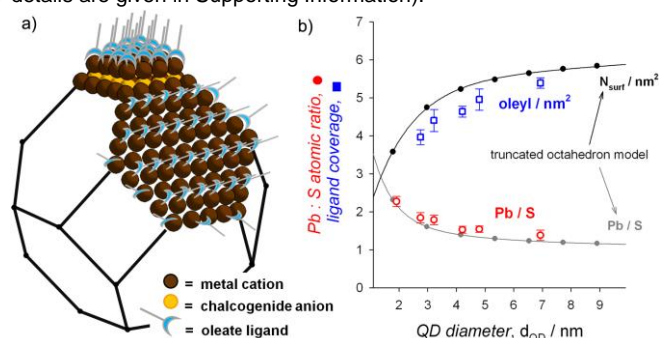 details are given in Supporting Information).
a)
= metal cation
= chalcogenide anion
= oleate ligand
b)
Pb : S atomic ratio,
ligand coverage,
7
6
5
4
3
2
1
0
N_surf / nm²
oleyl / nm²
truncated octahedron model
Pb / S
Pb / S
2 3 4 5 6 7 8 9
QD diameter, d_QD / nm